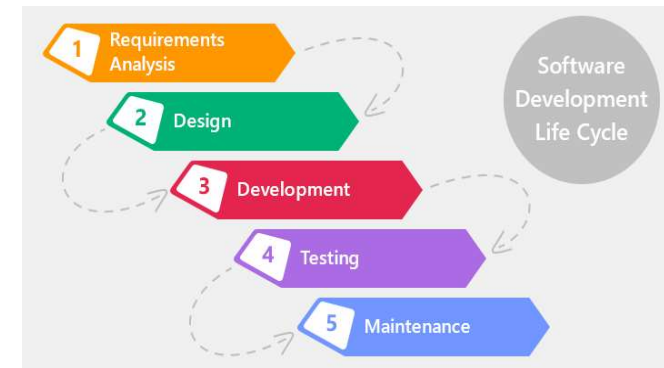 1
Requirements
Analysis
2
Design
3
Development
4
Testing
5
Maintenance
Software
Development
Life Cycle